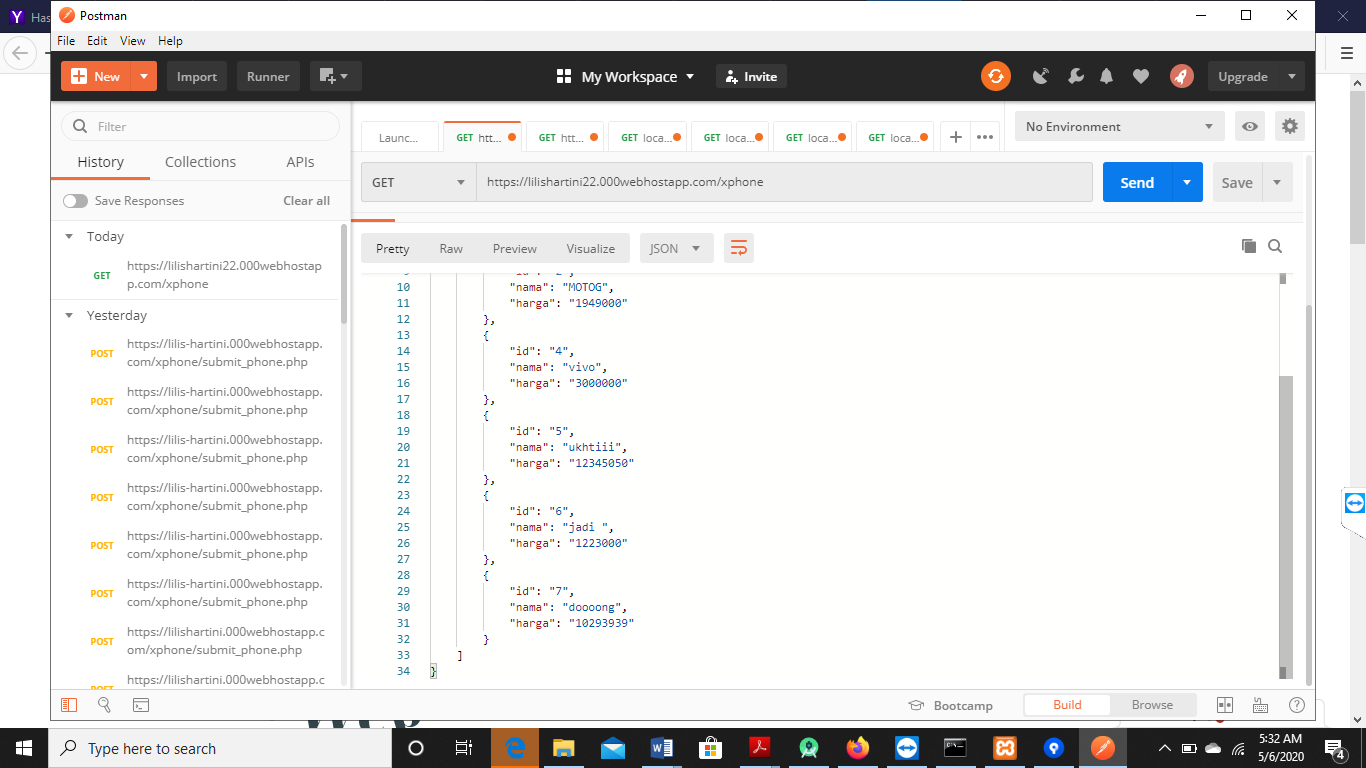 Has
Postman
File Edit View Help
New Import Runner My Workspace Invite Upgrade
Filter
History Collections APIs
Save Responses Clear all
Today
GET https://lilishartini22.000webhostap
p.com/xphone
Yesterday
POST https://lilis-hartini.000webhostapp.
com/xphone/submit_phone.php
POST https://lilis-hartini.000webhostapp.
com/xphone/submit_phone.php
POST https://lilis-hartini.000webhostapp.
com/xphone/submit_phone.php
POST https://lilis-hartini.000webhostapp.
com/xphone/submit_phone.php
POST https://lilis-hartini.000webhostapp.
com/xphone/submit_phone.php
POST https://lilis-hartini.000webhostapp.
com/xphone/submit_phone.php
POST https://lilishartini.000webhostapp.c
om/xphone/submit_phone.php
POST https://lilishartini.000webhostapp.c
Launc... GET htt... GET htt... GET loca... GET loca... GET loca... GET loca... + ••• No Environment
GET https://lilishartini22.000webhostapp.com/xphone Send Save
Pretty Raw Preview Visualize JSON
9 "id": "2",
10 "nama": "MOTOG",
11 "harga": "1949000"
12 },
13 {
14 "id": "4",
15 "nama": "vivo",
16 "harga": "3000000"
17 },
18 {
19 "id": "5",
20 "nama": "ukhtiii",
21 "harga": "12345050"
22 },
23 {
24 "id": "6",
25 "nama": "jadi ",
26 "harga": "1223000"
27 },
28 {
29 "id": "7",
30 "nama": "doooong",
31 "harga": "10293939"
32 }
33 ]
34 }
Bootcamp Build Browse
Type here to search
5:32 AM
5/6/2020
4